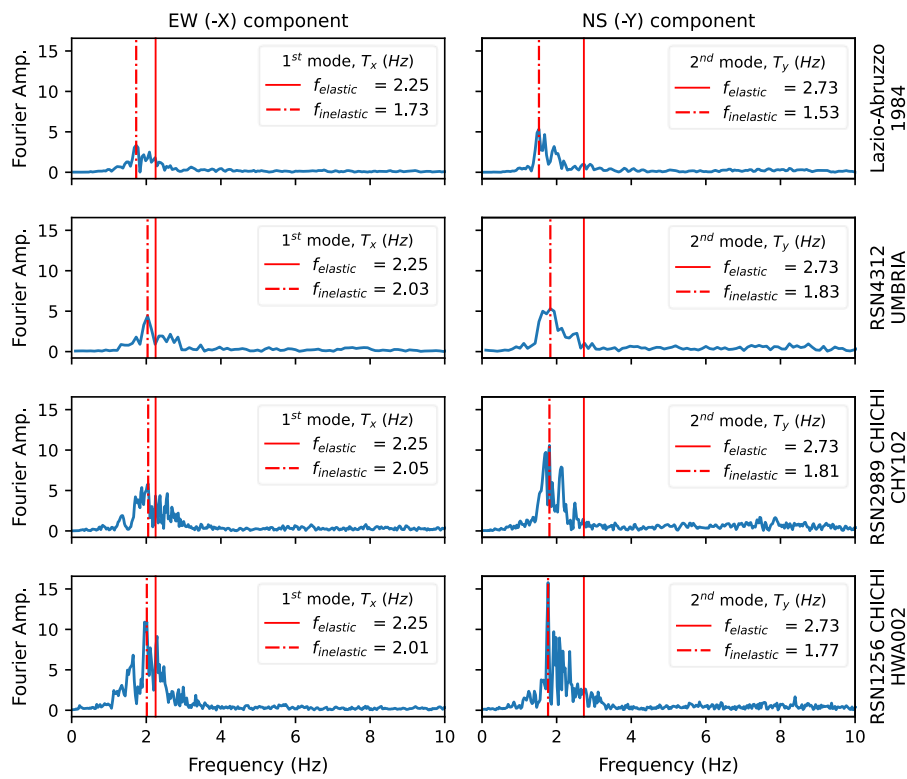 EW (-X) component
NS (-Y) component
Fourier Amp.
15
10
5
0
1st mode, Tx (Hz)
felastic = 2.25
finelastic = 1.73
2nd mode, Ty (Hz)
felastic = 2.73
finelastic = 1.53
Lazio-Abruzzo
1984
Fourier Amp.
15
10
5
0
1st mode, Tx (Hz)
felastic = 2.25
finelastic = 2.03
2nd mode, Ty (Hz)
felastic = 2.73
finelastic = 1.83
RSN4312
UMBRIA
Fourier Amp.
15
10
5
0
1st mode, Tx (Hz)
felastic = 2.25
finelastic = 2.05
2nd mode, Ty (Hz)
felastic = 2.73
finelastic = 1.81
RSN2989 CHICHI
CHY102
Fourier Amp.
15
10
5
0
1st mode, Tx (Hz)
felastic = 2.25
finelastic = 2.01
2nd mode, Ty (Hz)
felastic = 2.73
finelastic = 1.77
RSN1256 CHICHI
HWA002
0 2 4 6 8 10
0 2 4 6 8 10
Frequency (Hz)
Frequency (Hz)